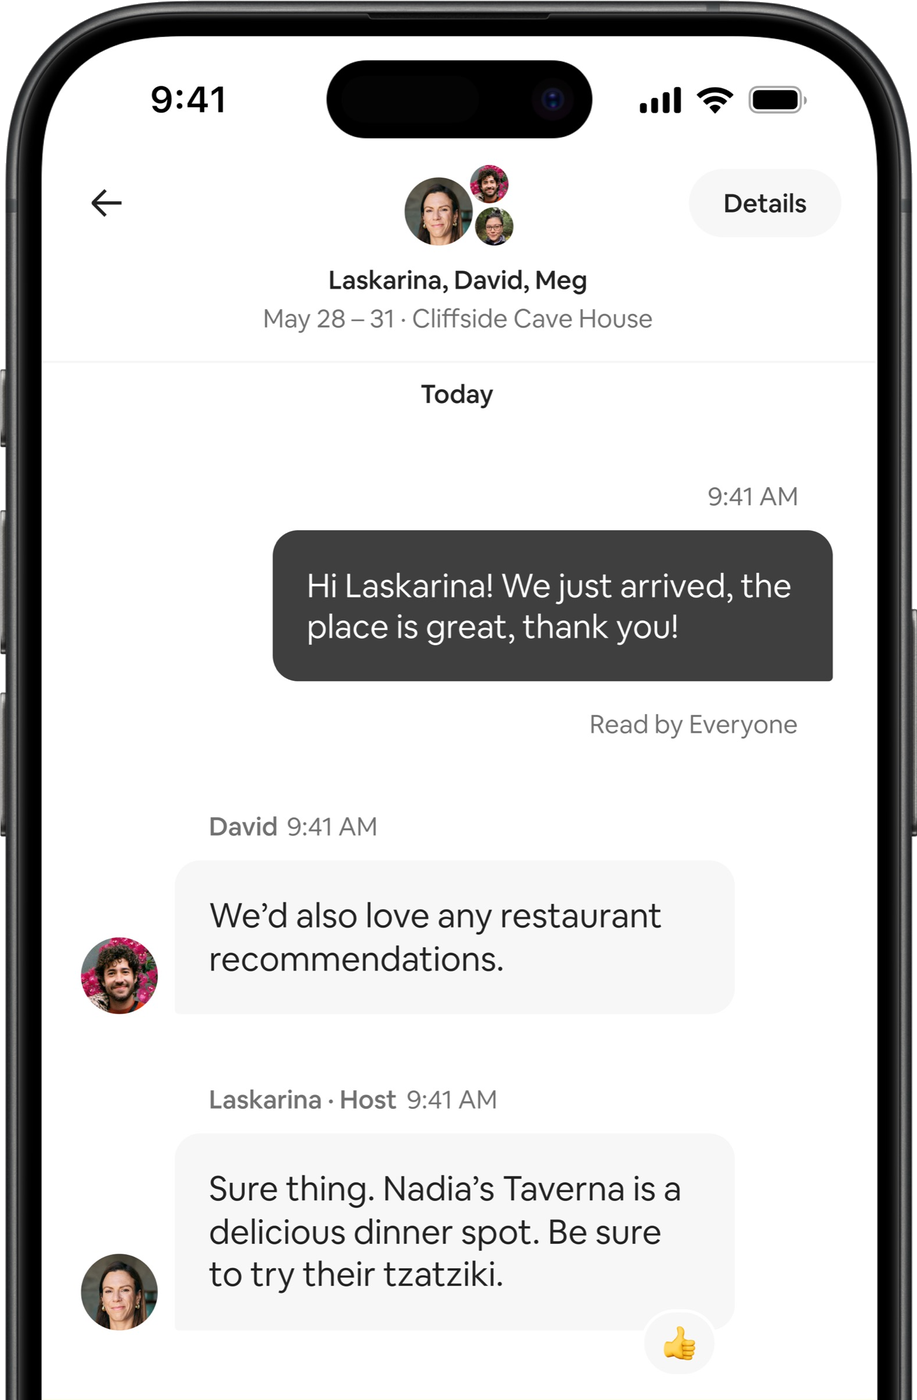 9:41
Details
Laskarina, David, Meg
May 28 – 31 · Cliffside Cave House
Today
9:41 AM
Hi Laskarina! We just arrived, the
place is great, thank you!
Read by Everyone
David 9:41 AM
We’d also love any restaurant
recommendations.
Laskarina · Host 9:41 AM
Sure thing. Nadia’s Taverna is a
delicious dinner spot. Be sure
to try their tzatziki.